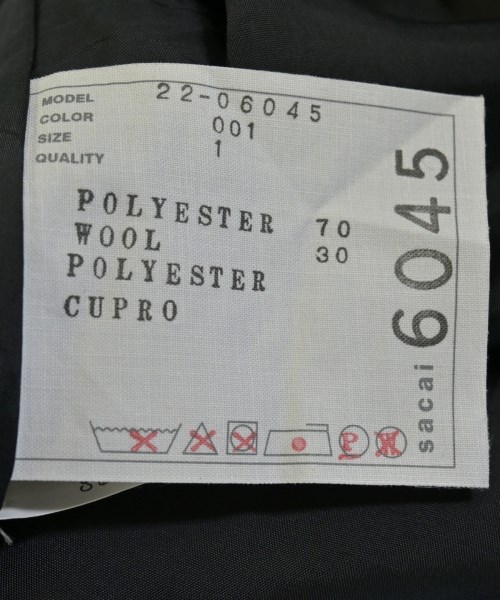 MODEL 22-06045
COLOR 001
SIZE 1
QUALITY
POLYESTER 70
WOOL 30
POLYESTER
CUPRO
P W
sacai 6045